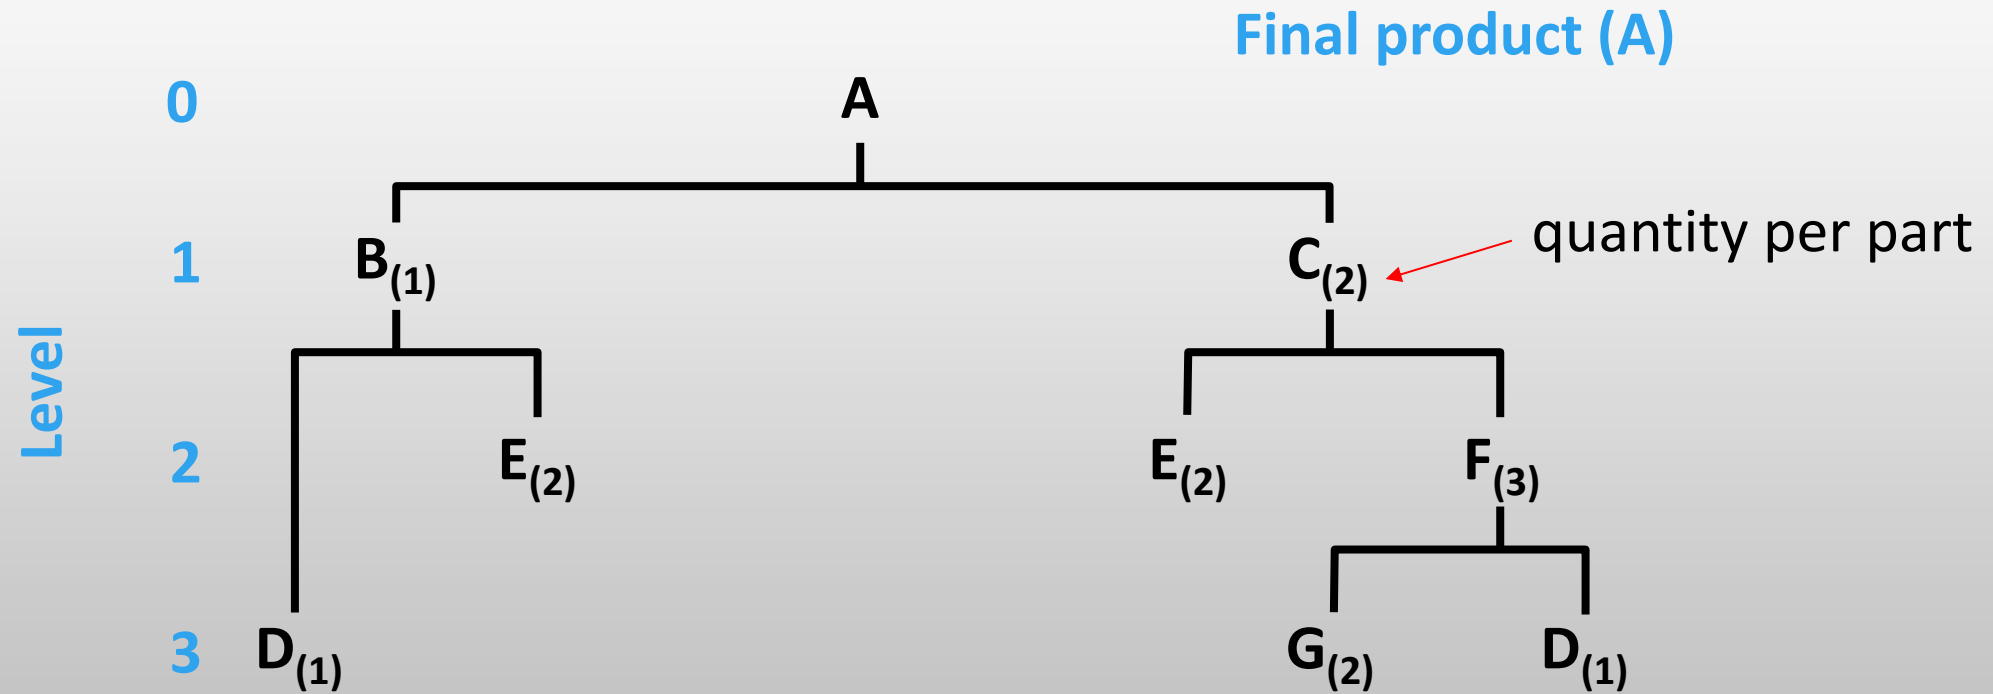 Final product (A)
0 A
1 B(1) C(2) quantity per part
Level
2 E(2) E(2) F(3)
3 D(1) G(2) D(1)